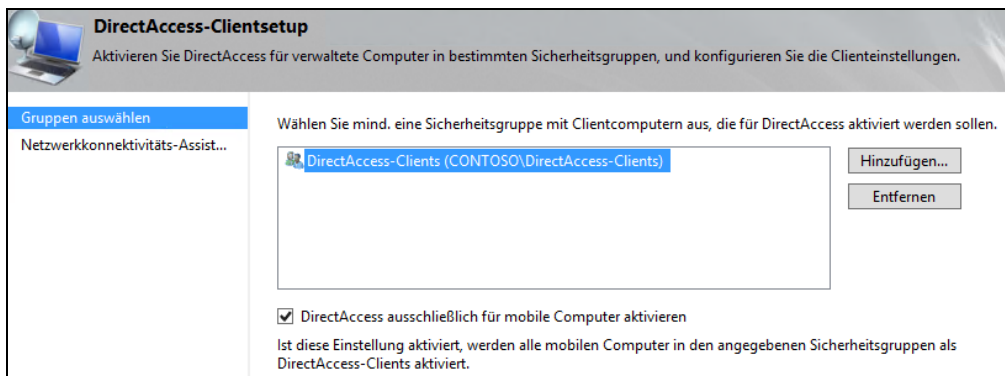 DirectAccess-Clientsetup
Aktivieren Sie DirectAccess für verwaltete Computer in bestimmten Sicherheitsgruppen, und konfigurieren Sie die Clienteinstellungen.
Gruppen auswählen
Netzwerkkonnektivitäts-Assist...
Wählen Sie mind. eine Sicherheitsgruppe mit Clientcomputern aus, die für DirectAccess aktiviert werden sollen.
DirectAccess-Clients (CONTOSO\DirectAccess-Clients)
Hinzufügen...
Entfernen
DirectAccess ausschließlich für mobile Computer aktivieren
Ist diese Einstellung aktiviert, werden alle mobilen Computer in den angegebenen Sicherheitsgruppen als
DirectAccess-Clients aktiviert.